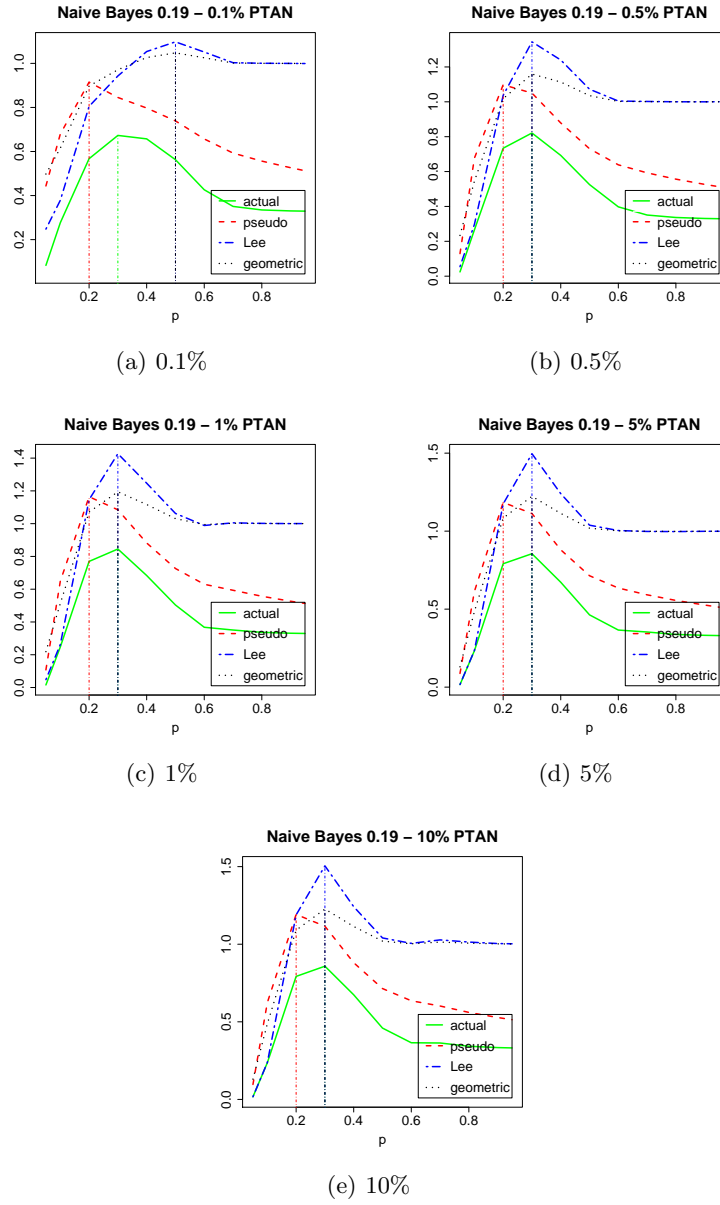 Naive Bayes 0.19 – 0.1% PTAN
1.0
0.8
0.6
0.4
0.2
actual
pseudo
Lee
geometric
0.2 0.4 0.6 0.8
p
(a) 0.1%
Naive Bayes 0.19 – 0.5% PTAN
1.2
1.0
0.8
0.6
0.4
0.2
0.0
actual
pseudo
Lee
geometric
0.2 0.4 0.6 0.8
p
(b) 0.5%
Naive Bayes 0.19 – 1% PTAN
1.4
1.2
1.0
0.8
0.6
0.4
0.2
0.0
actual
pseudo
Lee
geometric
0.2 0.4 0.6 0.8
p
(c) 1%
Naive Bayes 0.19 – 5% PTAN
1.5
1.0
0.5
0.0
actual
pseudo
Lee
geometric
0.2 0.4 0.6 0.8
p
(d) 5%
Naive Bayes 0.19 – 10% PTAN
1.5
1.0
0.5
0.0
actual
pseudo
Lee
geometric
0.2 0.4 0.6 0.8
p
(e) 10%